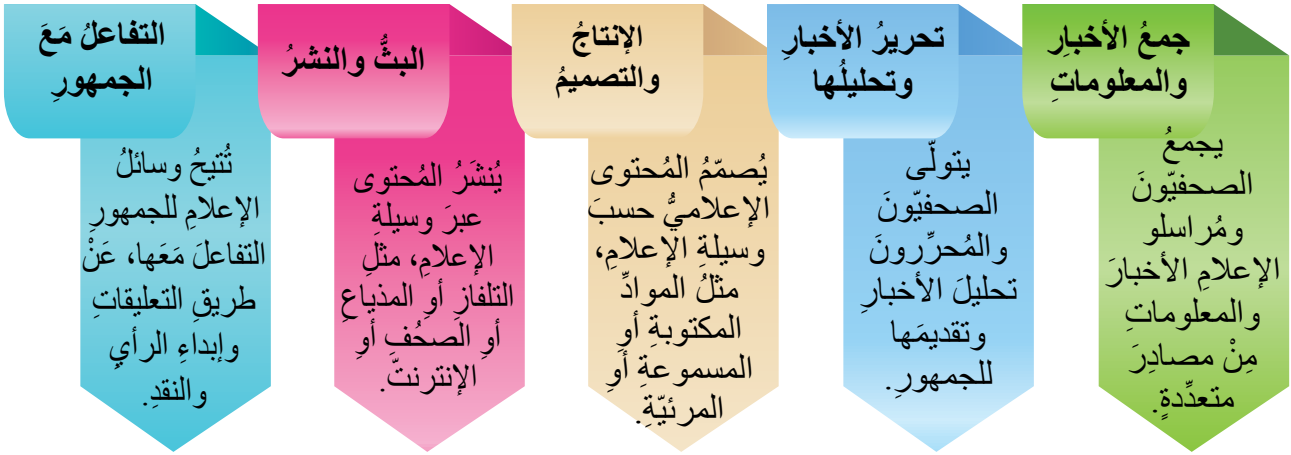 جمعُ الأخبارِ
والمعلوماتِ
يجمعُ
الصحفيّونَ
ومُراسلو
الإعلامِ الأخبارَ
والمعلوماتِ
مِنْ مصادِرَ
متعدِّدةٍ.
تحريرُ الأخبارِ
وتحليلُها
يتولّى
الصحفيّونَ
والمُحرِّرونَ
تحليلَ الأخبارِ
وتقديمَها
للجمهورِ.
الإنتاجُ
والتصميمُ
يُصمّمُ المُحتوى
الإعلاميُّ حسبَ
وسيلةِ الإعلامِ،
مثلُ الموادِّ
المكتوبةِ أوِ
المسموعةِ أوِ
المرئيّةِ.
البثُّ والنشرُ
يُنشَرُ المُحتوى
عبرَ وسيلةِ
الإعلامِ، مثلِ
التلفازِ أوِ المذياعِ
أوِ الصحُفِ أوِ
الإنترنتّ.
التفاعلُ مَعَ
الجمهورِ
تُتيحُ وسائلُ
الإعلامِ للجمهورِ
التفاعلَ مَعَها، عَنْ
طريقِ التعليقاتِ
وإبداءِ الرأيِ
والنقدِ.